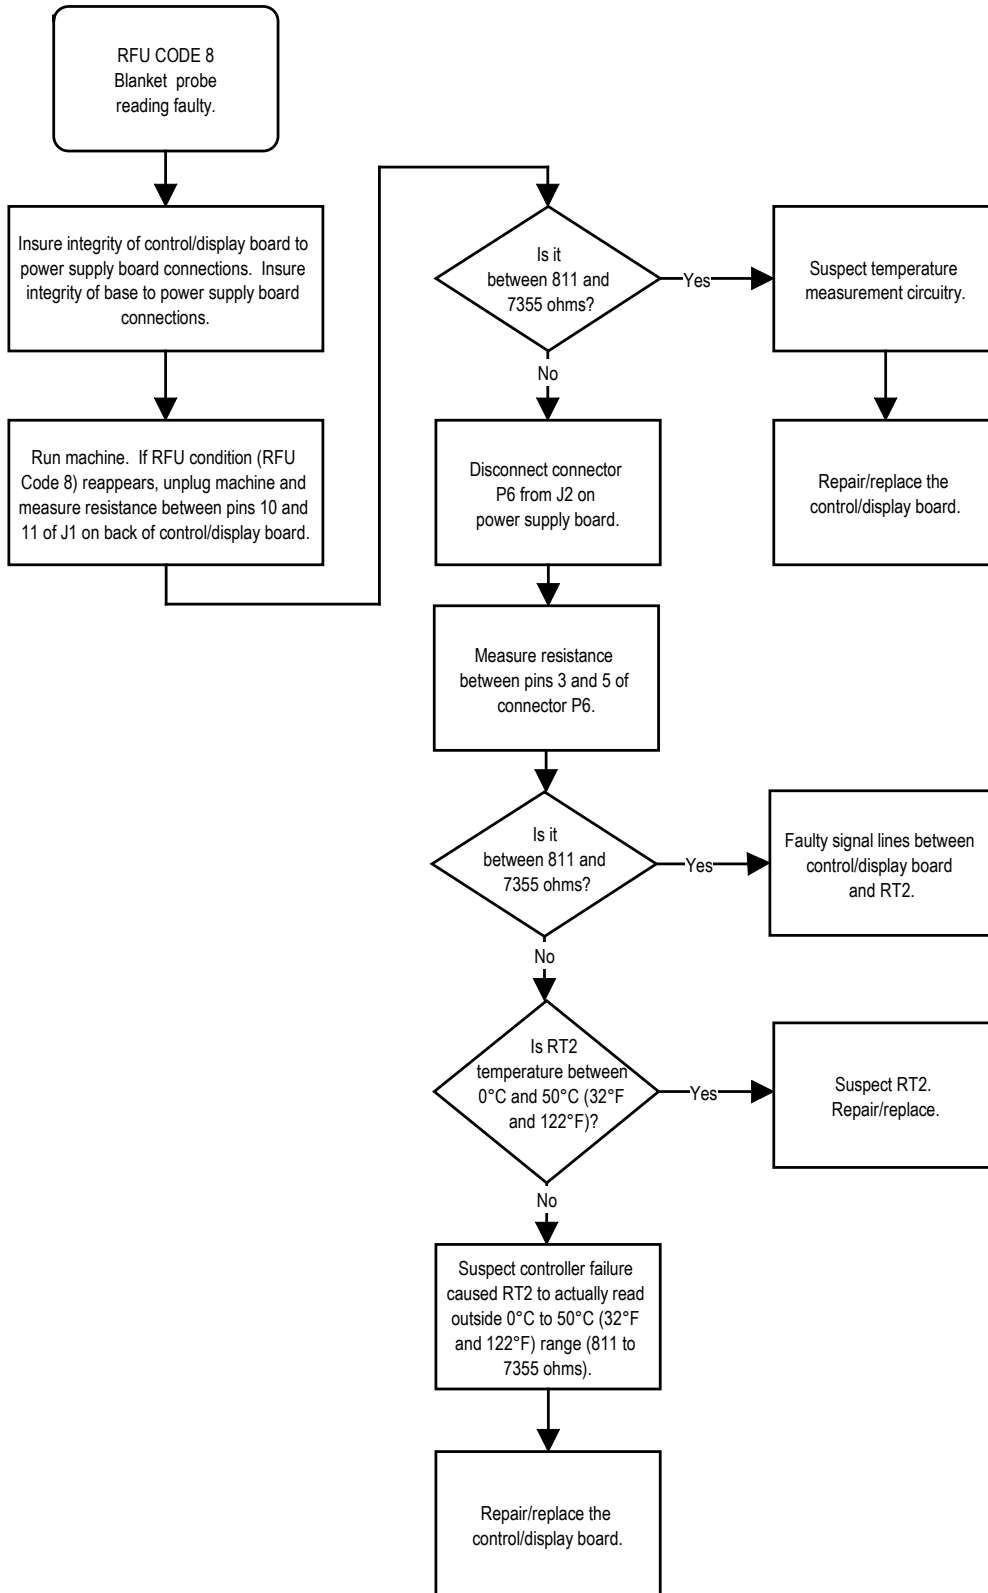 RFU CODE 8
Blanket probe
reading faulty.
Insure integrity of control/display board to
power supply board connections. Insure
integrity of base to power supply board
connections.
Run machine. If RFU condition (RFU
Code 8) reappears, unplug machine and
measure resistance between pins 10 and
11 of J1 on back of control/display board.
Is it
between 811 and
7355 ohms?
Yes
Suspect temperature
measurement circuitry.
Repair/replace the
control/display board.
No
Disconnect connector
P6 from J2 on
power supply board.
Measure resistance
between pins 3 and 5 of
connector P6.
Is it
between 811 and
7355 ohms?
Yes
Faulty signal lines between
control/display board
and RT2.
No
Is RT2
temperature between
0°C and 50°C (32°F
and 122°F)?
Yes
Suspect RT2.
Repair/replace.
No
Suspect controller failure
caused RT2 to actually read
outside 0°C to 50°C (32°F
and 122°F) range (811 to
7355 ohms).
Repair/replace the
control/display board.